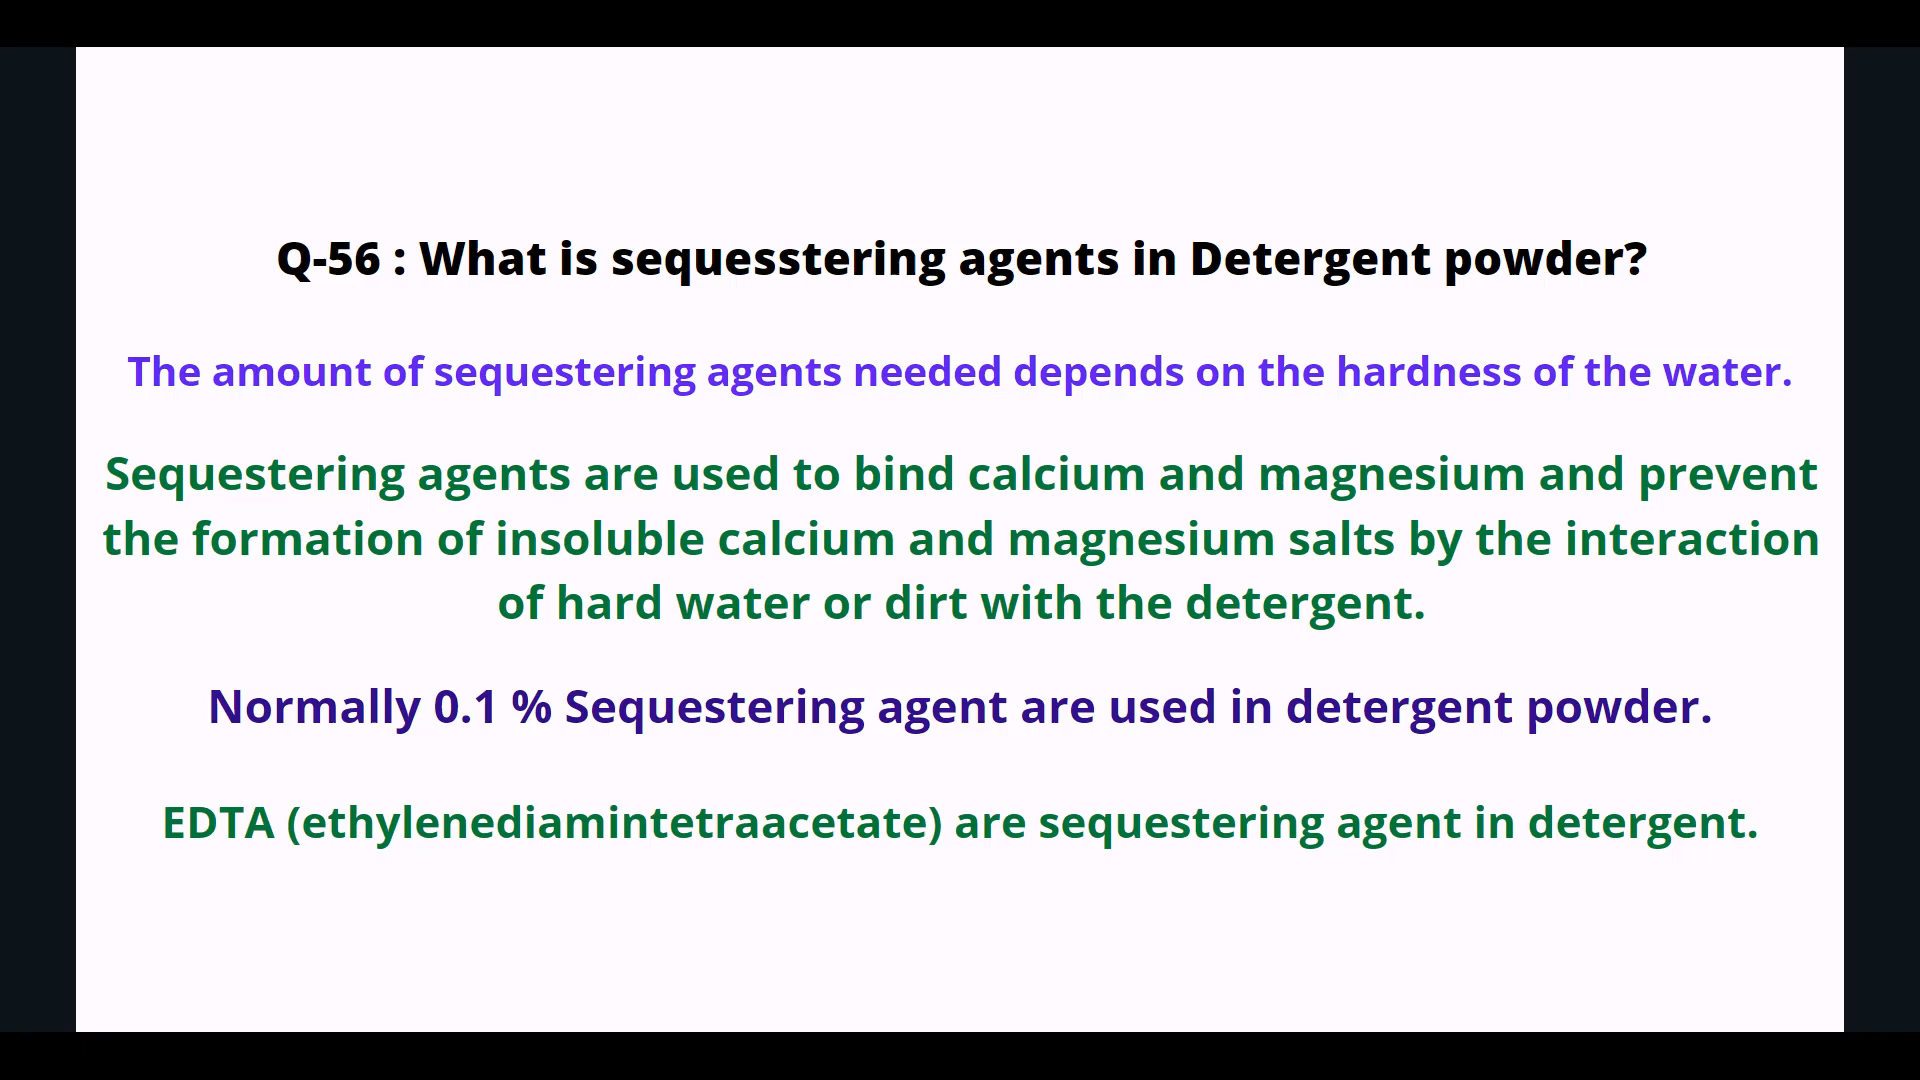 Q-56 : What is sequesstering agents in Detergent powder?
The amount of sequestering agents needed depends on the hardness of the water.
Sequestering agents are used to bind calcium and magnesium and prevent
the formation of insoluble calcium and magnesium salts by the interaction
of hard water or dirt with the detergent.
Normally 0.1 % Sequestering agent are used in detergent powder.
EDTA (ethylenediamintetraacetate) are sequestering agent in detergent.